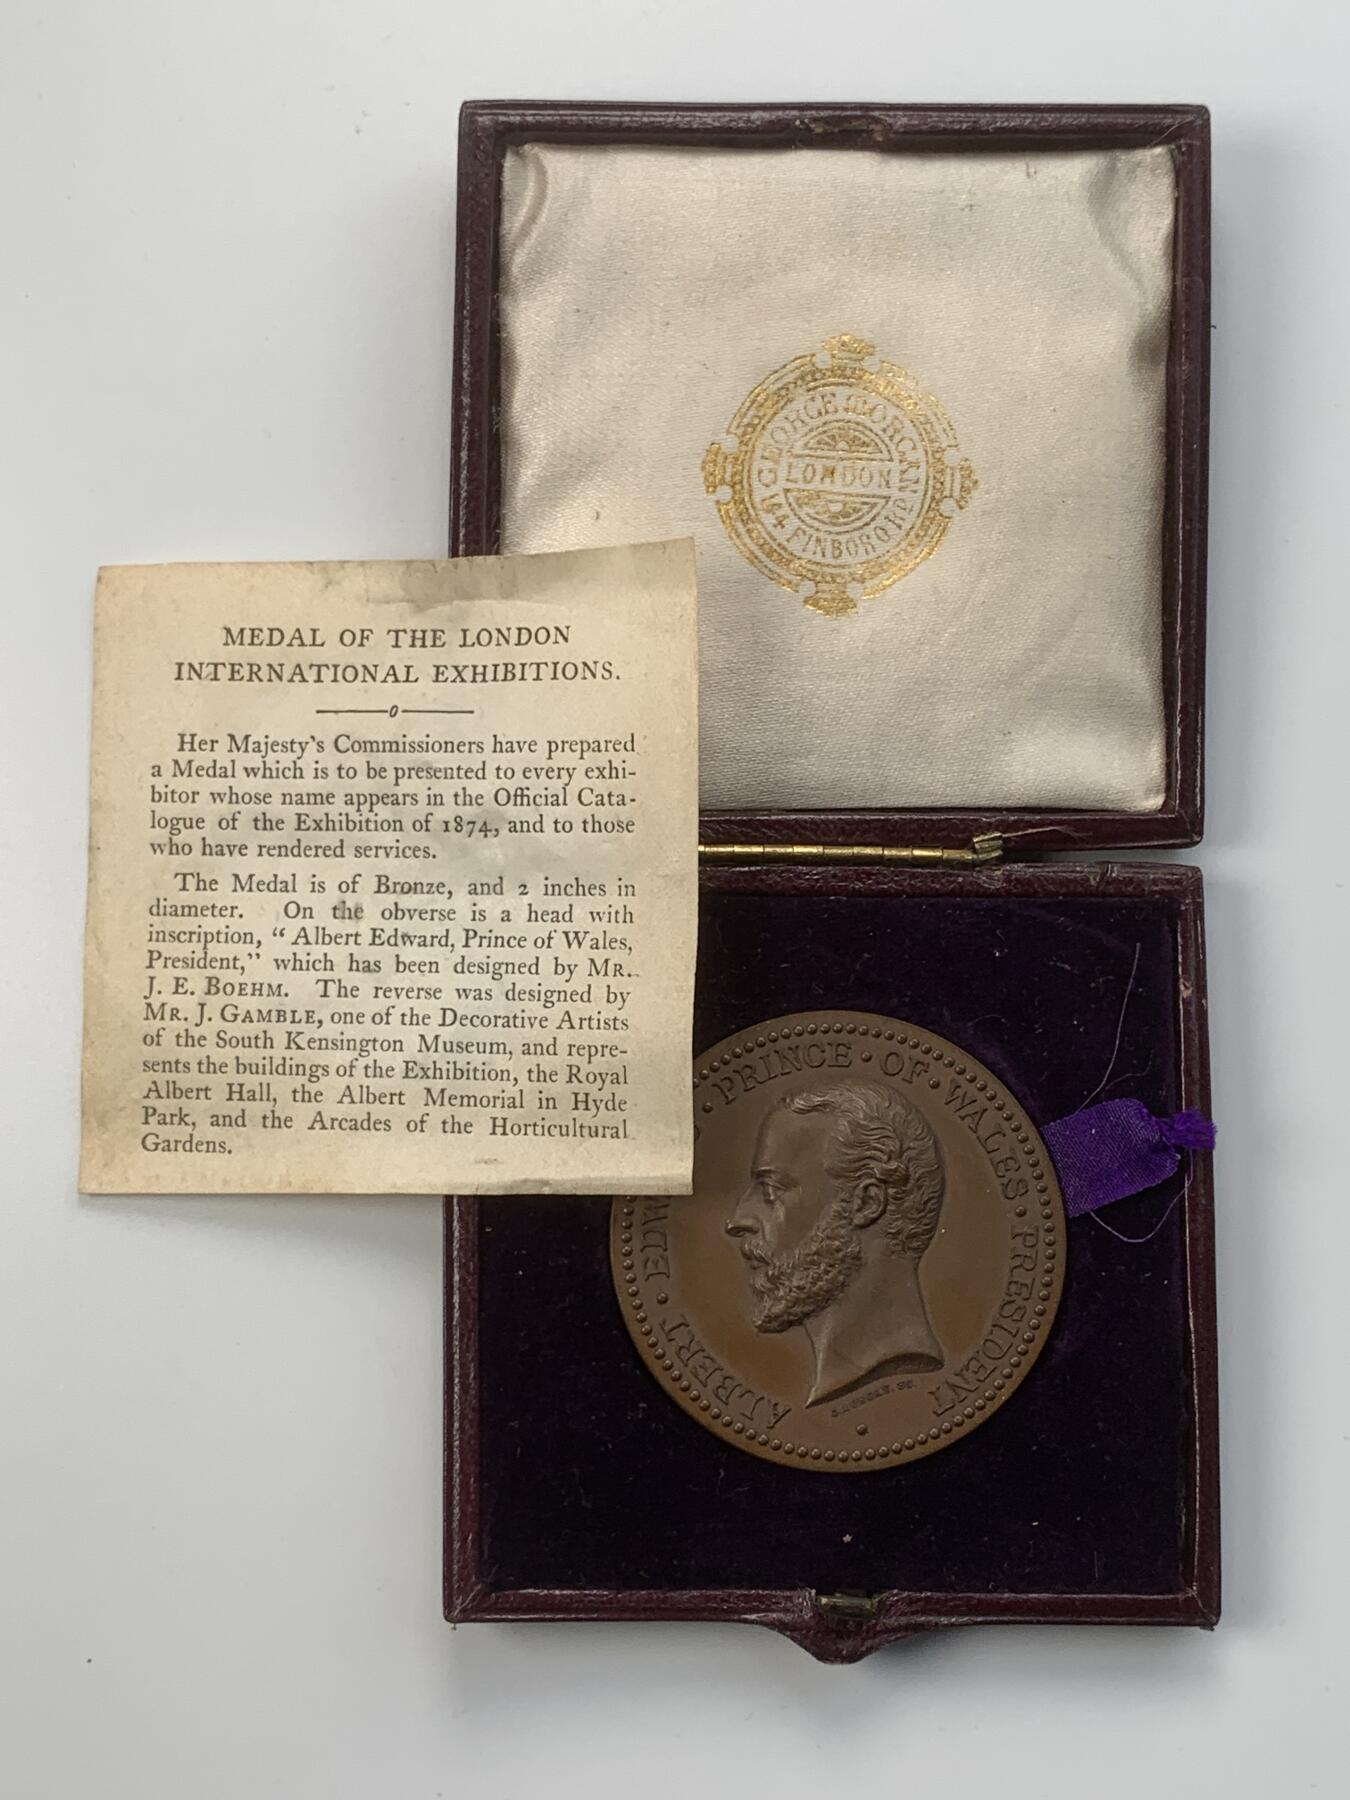 GEORGE MORGAN
LONDON
184 FINBORO RD
MEDAL OF THE LONDON
INTERNATIONAL EXHIBITIONS.
Her Majesty's Commissioners have prepared
a Medal which is to be presented to every exhi-
bitor whose name appears in the Official Cata-
logue of the Exhibition of 1874, and to those
who have rendered services.
The Medal is of Bronze, and 2 inches in
diameter. On the obverse is a head with
inscription, “ Albert Edward, Prince of Wales,
President,” which has been designed by MR.
J. E. BOEHM. The reverse was designed by
MR. J. GAMBLE, one of the Decorative Artists
of the South Kensington Museum, and repre-
sents the buildings of the Exhibition, the Royal
Albert Hall, the Albert Memorial in Hyde
Park, and the Arcades of the Horticultural
Gardens.
ALBERT · EDW · PRINCE · OF · WALES · PRESIDENT